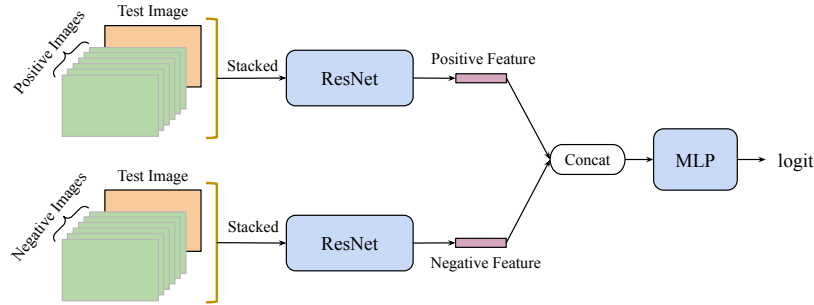 Test Image
Positive Images
Stacked
ResNet
Positive Feature
Concat
MLP
logit
Test Image
Negative Images
Stacked
ResNet
Negative Feature